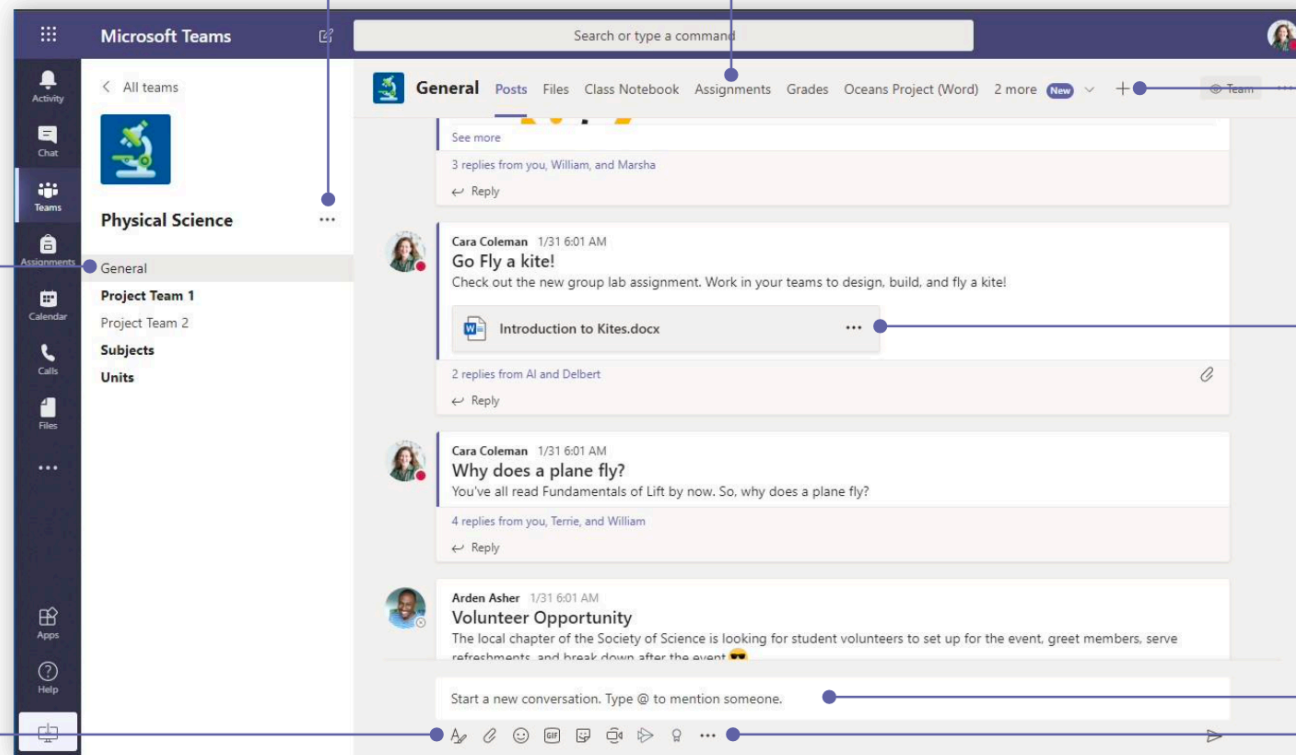 Microsoft Teams
Search or type a command
Activity
Chat
Teams
Assignments
Calendar
Calls
Files
Apps
Help
All teams
Physical Science
General
Project Team 1
Project Team 2
Subjects
Units
General Posts Files Class Notebook Assignments Grades Oceans Project (Word) 2 more New
Team
See more
3 replies from you, William, and Marsha
Reply
Cara Coleman 1/31 6:01 AM
Go Fly a kite!
Check out the new group lab assignment. Work in your teams to design, build, and fly a kite!
Introduction to Kites.docx
2 replies from Al and Delbert
Reply
Cara Coleman 1/31 6:01 AM
Why does a plane fly?
You've all read Fundamentals of Lift by now. So, why does a plane fly?
4 replies from you, Terrie, and William
Reply
Arden Asher 1/31 6:01 AM
Volunteer Opportunity
The local chapter of the Society of Science is looking for student volunteers to set up for the event, greet members, serve
refreshments, and break down after the event
Start a new conversation. Type @ to mention someone.
GIF